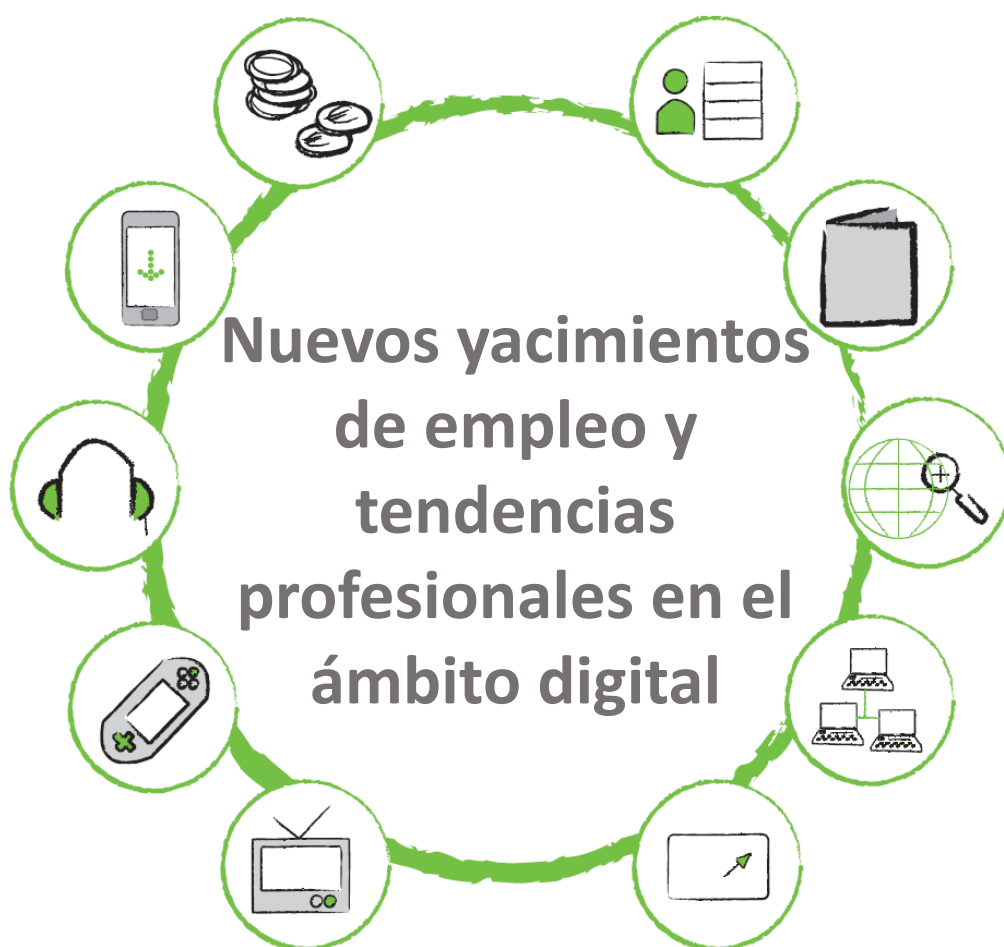 Nuevos yacimientos
de empleo y
tendencias
profesionales en el
ámbito digital